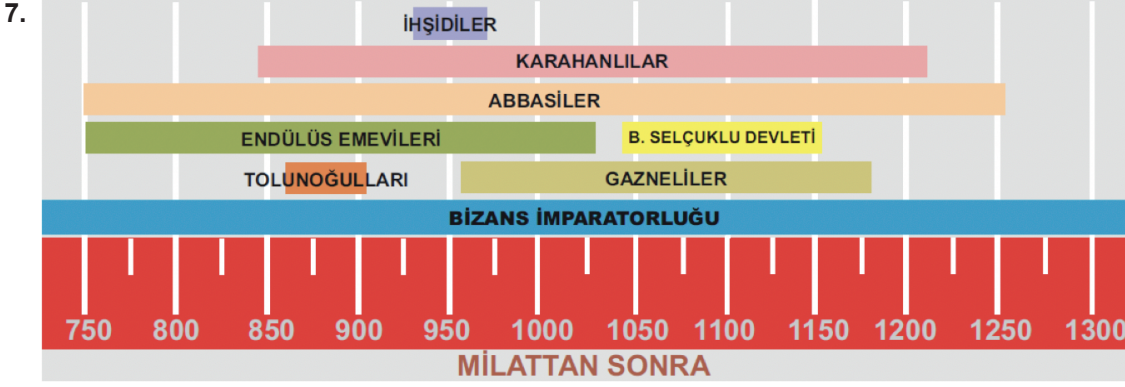 7.
İHŞİDİLER
KARAHANLILAR
ABBASİLER
ENDÜLÜS EMEVİLERİ B. SELÇUKLU DEVLETİ
TOLUNOĞULLARI GAZNELİLER
BİZANS İMPARATORLUĞU
750 800 850 900 950 1000 1050 1100 1150 1200 1250 1300
MİLATTAN SONRA